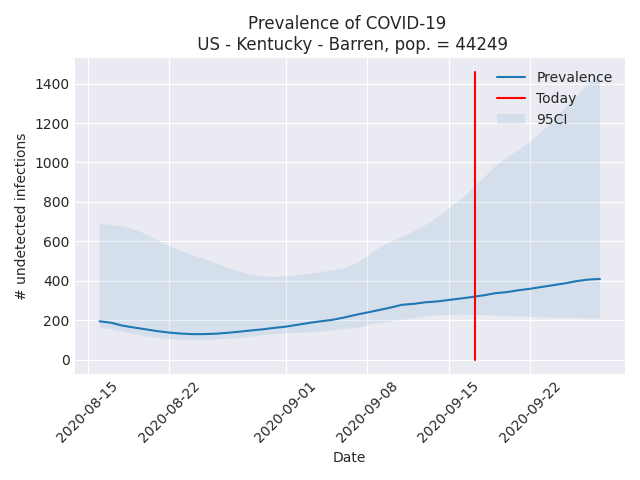 Prevalence of COVID-19
US - Kentucky - Barren, pop. = 44249
Prevalence
Today
95CI
1400
1200
1000
800
600
400
200
0
# undetected infections
2020-08-15
2020-08-22
2020-09-01
2020-09-08
2020-09-15
2020-09-22
Date